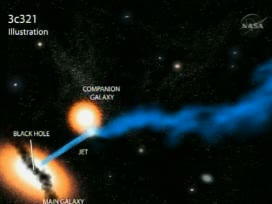 3c321
Illustration
NASA
COMPANION
GALAXY
BLACK HOLE
JET
MAIN GALAXY